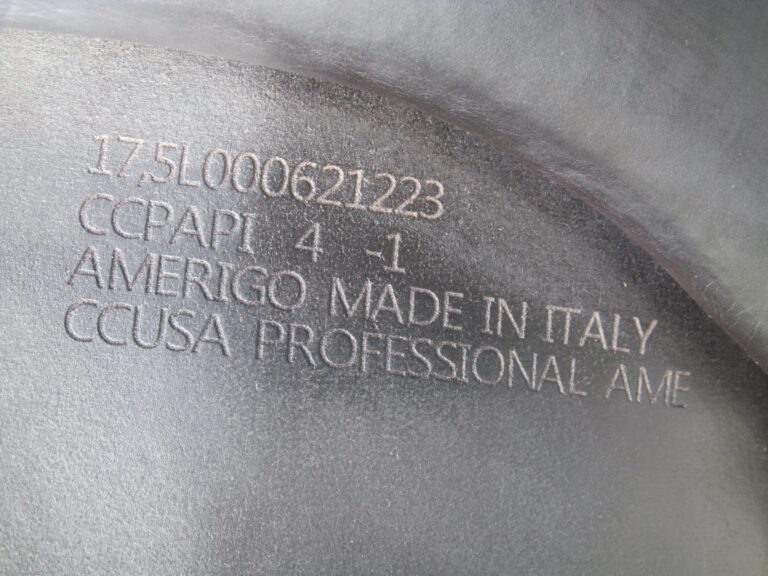 17,5L000621223
CCPAPI 4 -1
AMERIGO MADE IN ITALY
CCUSA PROFESSIONAL AME